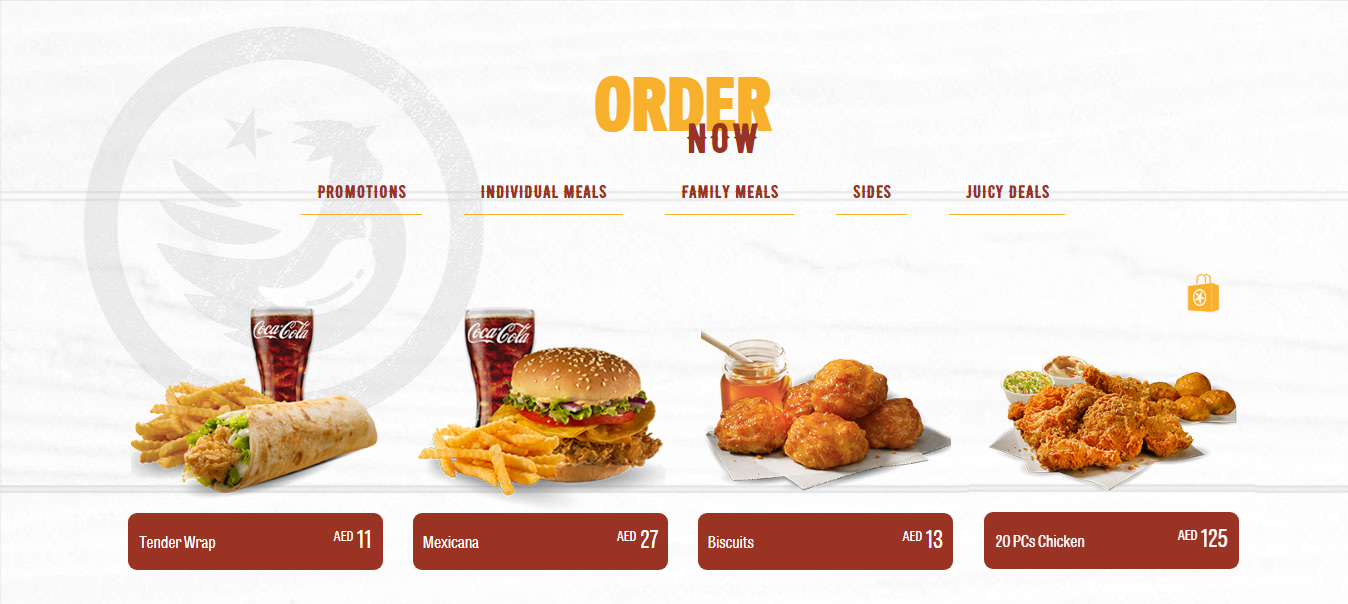 ORDER
NOW
PROMOTIONS INDIVIDUAL MEALS FAMILY MEALS SIDES JUICY DEALS
Coca-Cola Coca-Cola
Tender Wrap AED 11
Mexicana AED 27
Biscuits AED 13
20 PCs Chicken AED 125